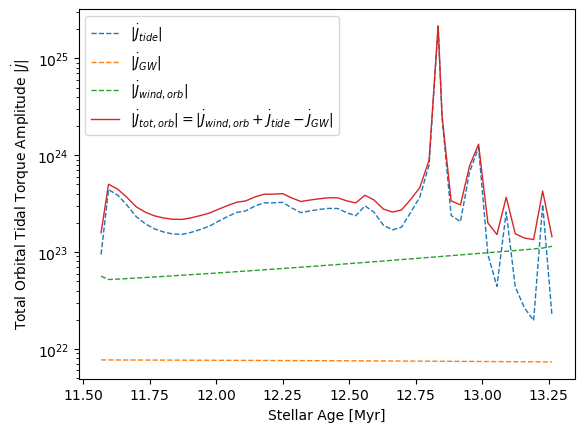 |J̇_tide|
|J̇_GW|
|J̇_wind,orb|
|J̇_tot,orb| = |J̇_wind,orb + J̇_tide − J̇_GW|
Total Orbital Tidal Torque Amplitude |J̇|
10^25
10^24
10^23
10^22
11.50 11.75 12.00 12.25 12.50 12.75 13.00 13.25
Stellar Age [Myr]